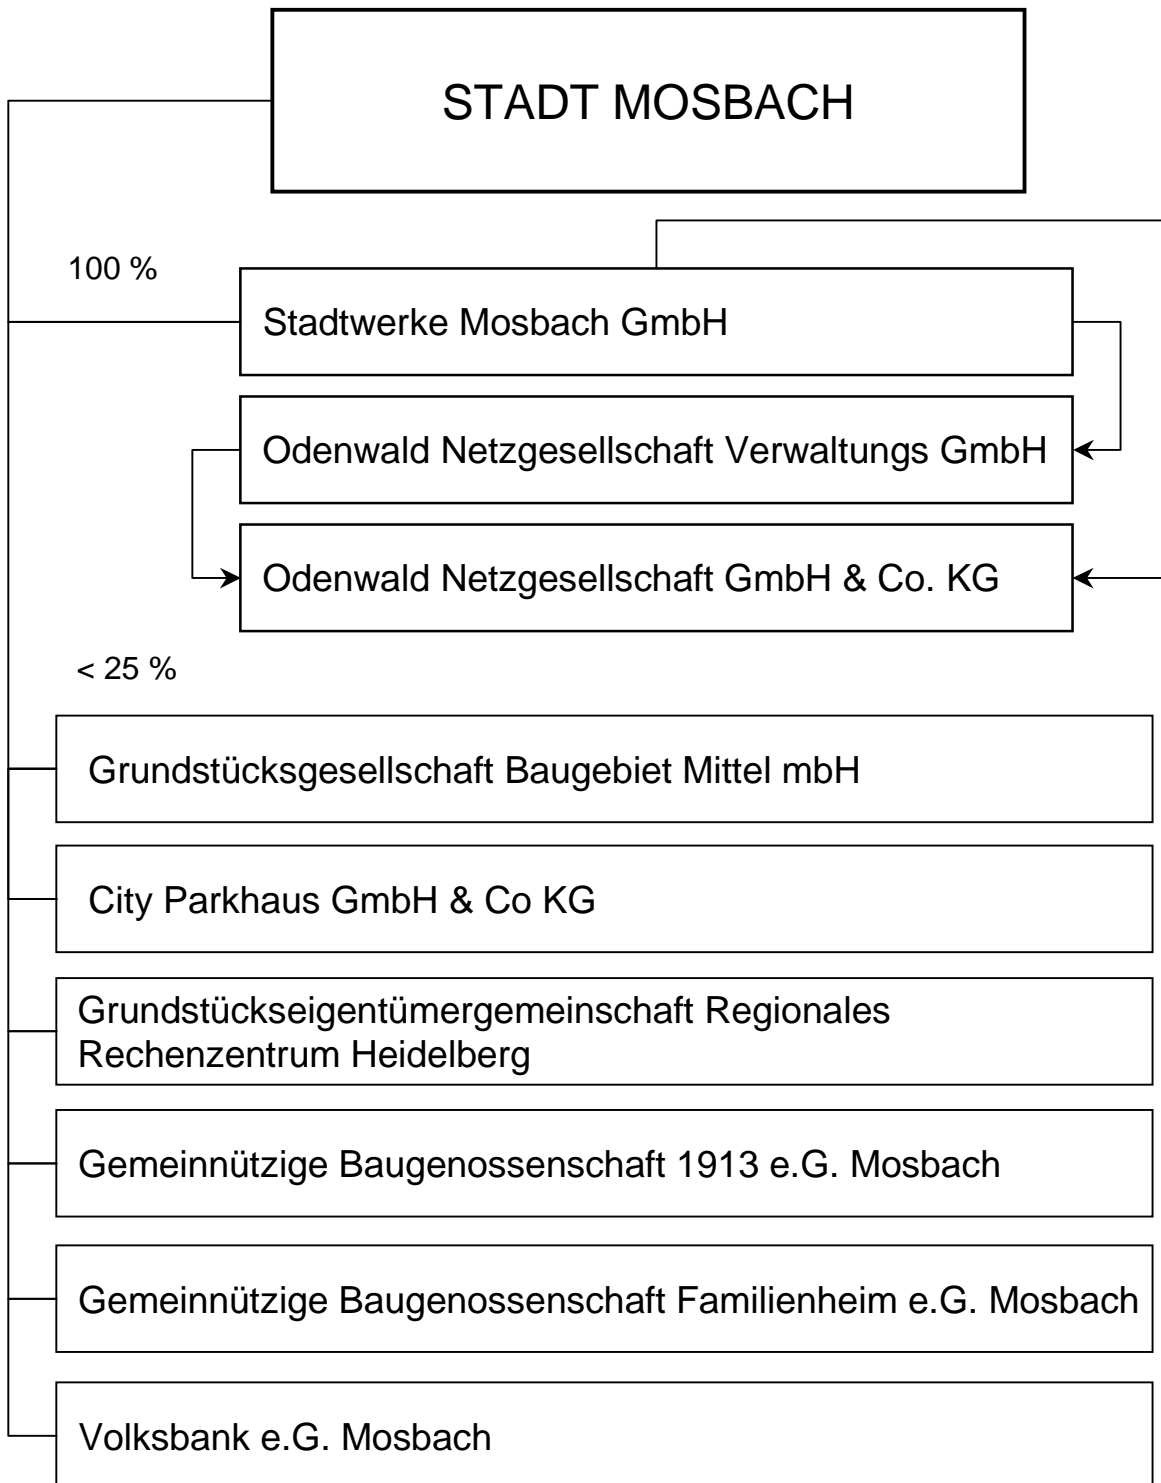 STADT MOSBACH
100 %
Stadtwerke Mosbach GmbH
Odenwald Netzgesellschaft Verwaltungs GmbH
Odenwald Netzgesellschaft GmbH & Co. KG
< 25 %
Grundstücksgesellschaft Baugebiet Mittel mbH
City Parkhaus GmbH & Co KG
Grundstückseigentümergemeinschaft Regionales
Rechenzentrum Heidelberg
Gemeinnützige Baugenossenschaft 1913 e.G. Mosbach
Gemeinnützige Baugenossenschaft Familienheim e.G. Mosbach
Volksbank e.G. Mosbach